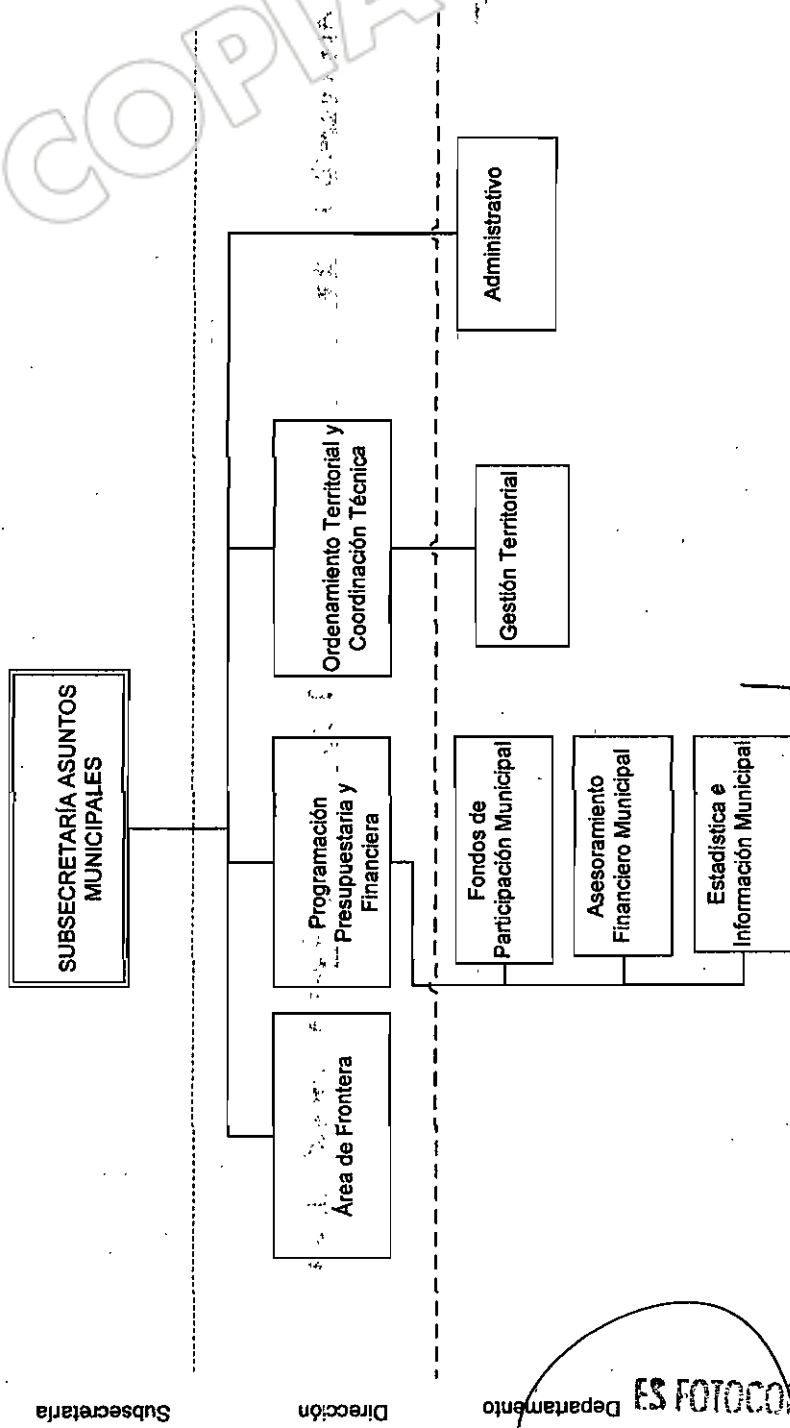 COPIA
SUBSECRETARÍA ASUNTOS
MUNICIPALES
Área de Frontera
Programación
Presupuestaria y
Financiera
Ordenamiento Territorial y
Coordinación Técnica
Fondos de
Participación Municipal
Asesoramiento
Financiero Municipal
Estadística e
Información Municipal
Gestión Territorial
Administrativo
Subsecretaría
Dirección
Departamento
ES FOTOCO